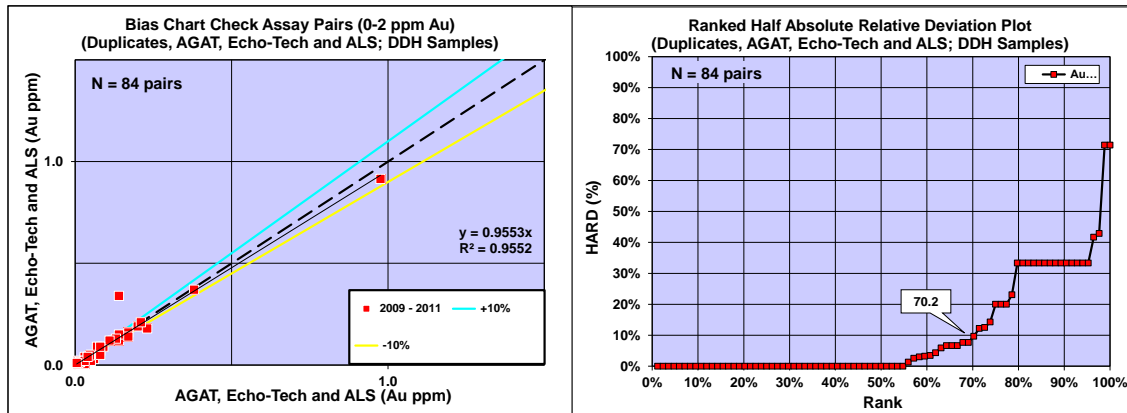 Bias Chart Check Assay Pairs (0-2 ppm Au)
(Duplicates, AGAT, Echo-Tech and ALS; DDH Samples)
N = 84 pairs
AGAT, Echo-Tech and ALS (Au ppm)
1.0
0.0
y = 0.9553x
R² = 0.9552
2009 - 2011
+10%
-10%
0.0
1.0
AGAT, Echo-Tech and ALS (Au ppm)
Ranked Half Absolute Relative Deviation Plot
(Duplicates, AGAT, Echo-Tech and ALS; DDH Samples)
N = 84 pairs
Au...
HARD (%)
100%
90%
80%
70%
60%
50%
40%
30%
20%
10%
0%
70.2
0% 10% 20% 30% 40% 50% 60% 70% 80% 90% 100%
Rank